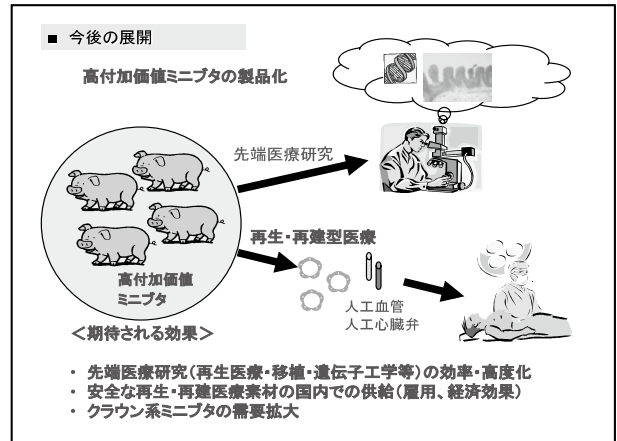 ■ 今後の展開
高付加価値ミニブタの製品化
先端医療研究
再生・再建型医療
高付加価値
ミニブタ
人工血管
人工心臓弁
＜期待される効果＞
・ 先端医療研究（再生医療・移植・遺伝子工学等）の効率・高度化
・ 安全な再生・再建医療素材の国内での供給（雇用、経済効果）
・ クラウン系ミニブタの需要拡大